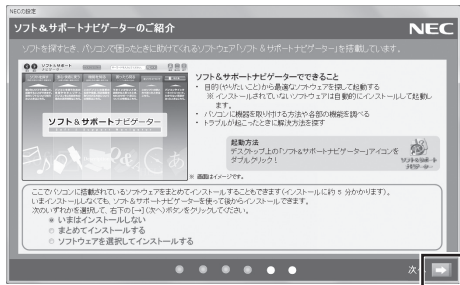 NECの設定
ソフト&サポートナビゲーターのご紹介
NEC
ソフトを探すとき、パソコンで困ったときに助けてくれるソフトウェア「ソフト&サポートナビゲーター」を搭載しています。
ソフト&サポートナビゲーター
ソフト&サポートナビゲーターでできること
・ 目的(やりたいこと)から最適なソフトウェアを探して起動する
※ インストールされていないソフトウェアは自動的にインストールして起動し
ます。
・ パソコンに機器を取り付ける方法や各部の機能を調べる
・ トラブルが起こったときに解決方法を探す
起動方法
デスクトップ上の「ソフト&サポートナビゲーター」アイコンを
ダブルクリック!
ソフト&サポート
ナビゲーター
※ 画面はイメージです。
ここでパソコンに搭載されているソフトウェアをまとめてインストールすることもできます(インストールに約 5 分かかります)。
いまインストールしなくても、ソフト&サポートナビゲーターを使って後からインストールできます。
次のいずれかを選択して、右下の[→](次へ)ボタンをクリックしてください。
いまはインストールしない
まとめてインストールする
ソフトウェアを選択してインストールする
次へ